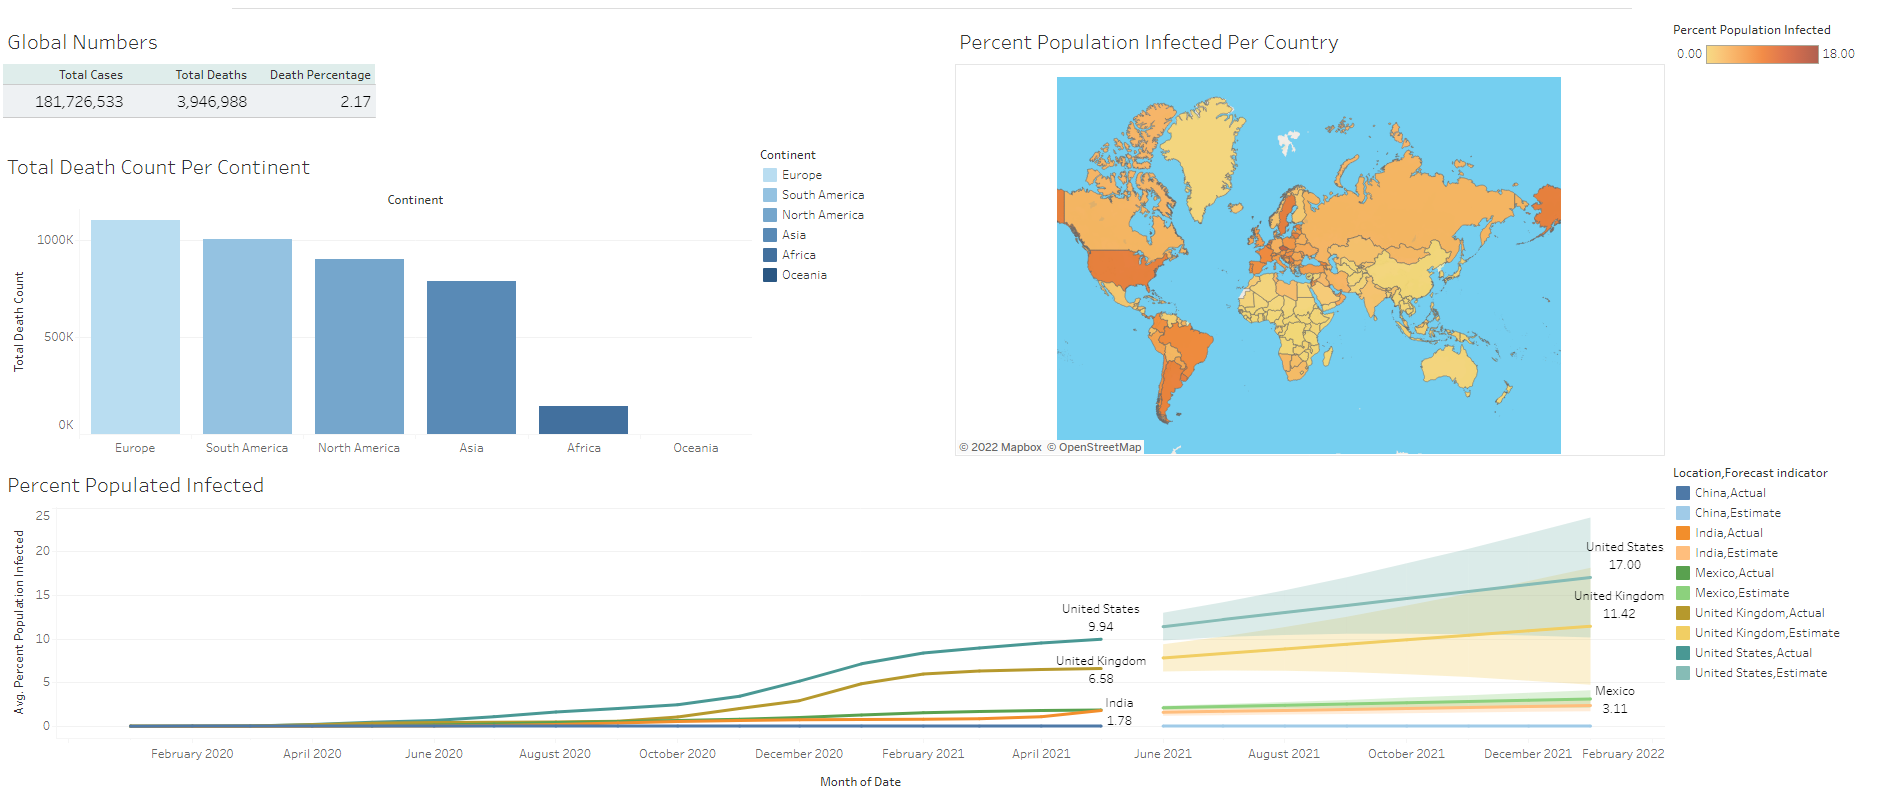 Global Numbers
Total Cases Total Deaths Death Percentage
181,726,533 3,946,988 2.17
Total Death Count Per Continent
Continent
Total Death Count
1000K
500K
0K
Europe South America North America Asia Africa Oceania
Continent
Europe
South America
North America
Asia
Africa
Oceania
Percent Population Infected Per Country
© 2022 Mapbox © OpenStreetMap
Percent Population Infected
0.00 18.00
Percent Populated Infected
Avg. Percent Population Infected
25
20
15
10
5
0
United States
9.94
United Kingdom
6.58
India
1.78
United States
17.00
United Kingdom
11.42
Mexico
3.11
February 2020 April 2020 June 2020 August 2020 October 2020 December 2020 February 2021 April 2021 June 2021 August 2021 October 2021 December 2021 February 2022
Month of Date
Location,Forecast indicator
China,Actual
China,Estimate
India,Actual
India,Estimate
Mexico,Actual
Mexico,Estimate
United Kingdom,Actual
United Kingdom,Estimate
United States,Actual
United States,Estimate